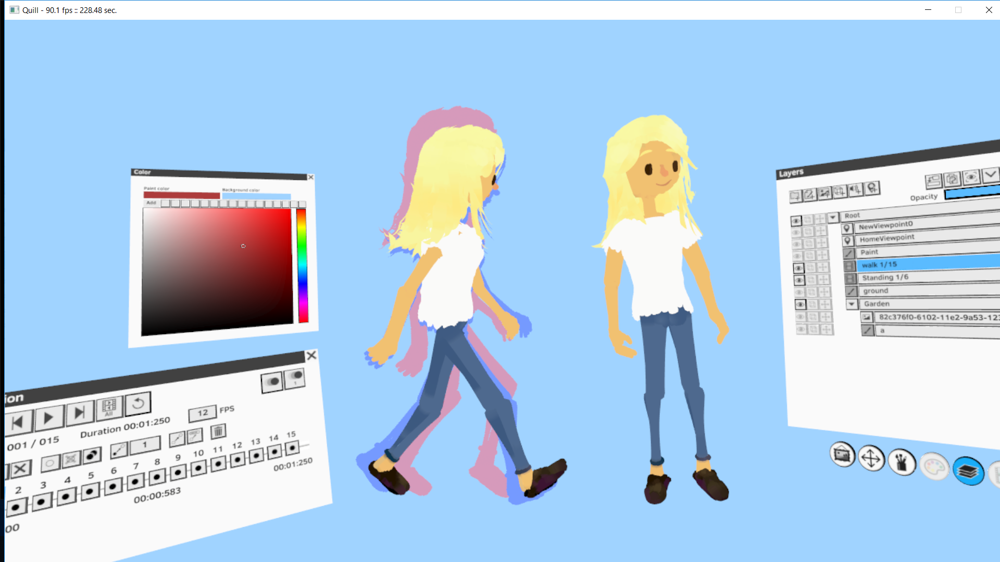 Quill - 90.1 fps :: 228.48 sec.
Color
Paint color
Background color
Add
ion
All
1
12 FPS
001 / 015
Duration 00:01:250
1
2 3 4 5 6 7 8 9 10 11 12 13 14 15
00
00:00:583
00:01:250
Layers
Opacity
Root
NewViewpoint0
HomeViewpoint
Paint
walk 1/15
Standing 1/6
ground
Garden
82c376f0-6102-11e2-9a53-123
a